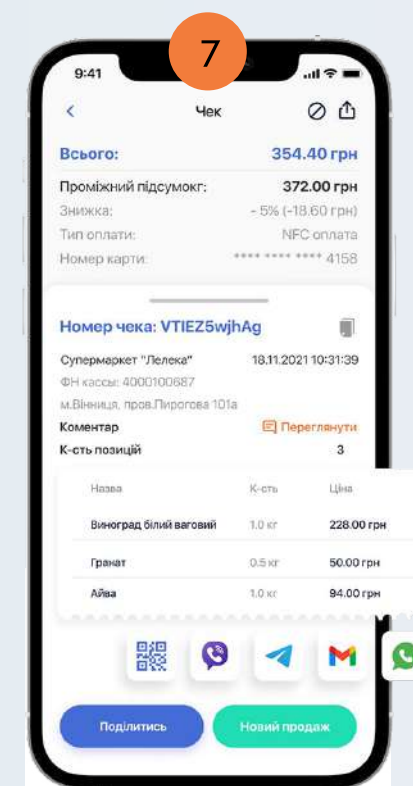 7
9:41
Чек
Всього: 354.40 грн
Проміжний підсумокг: 372.00 грн
Знижка: - 5% (-18.60 грн)
Тип оплати: NFC оплата
Номер карти: **** **** **** 4158
Номер чека: VTIEZ5wjhAg
Супермаркет "Лелека" 18.11.2021 10:31:39
ФН кассы: 4000100687
м.Вінниця, пров.Пирогова 101а
Коментар Переглянути
К-сть позицій 3
Назва К-сть Ціна
Виноград білий ваговий 1.0 кг 228.00 грн
Гранат 0.5 кг 50.00 грн
Айва 1.0 кг 94.00 грн
Поділитись Новий продаж